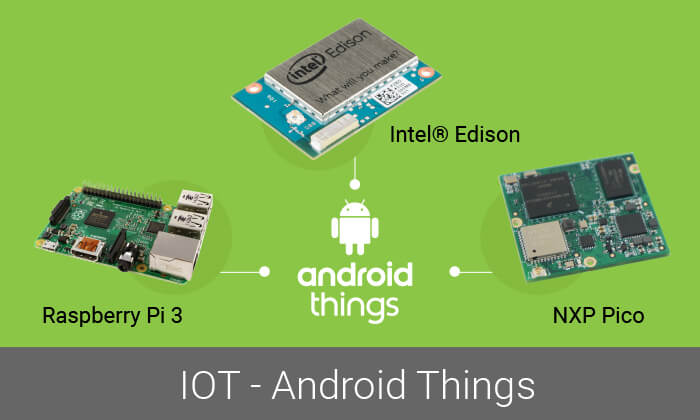 intel Edison
What will you make?
Intel® Edison
android
things
Raspberry Pi 3
NXP Pico
IOT - Android Things